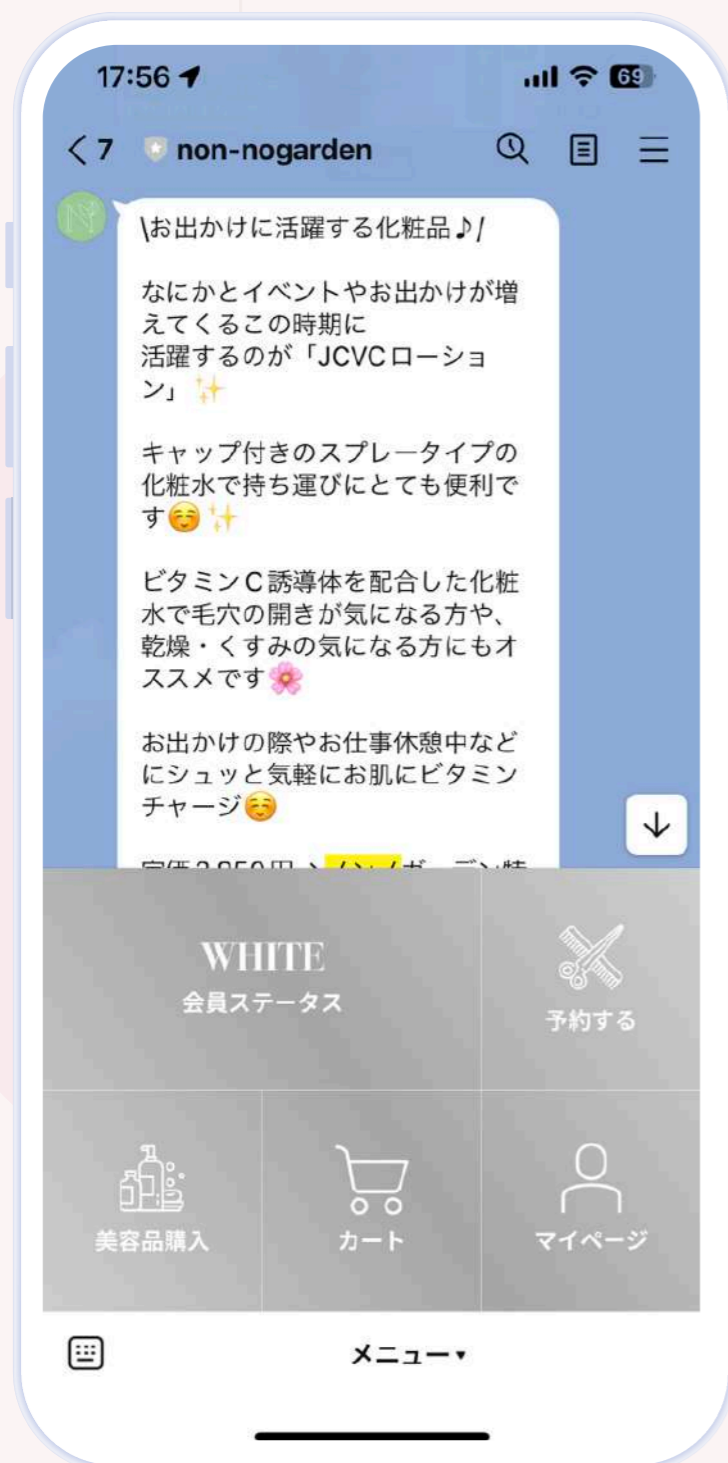 17:56
69
7 non-nogarden
\お出かけに活躍する化粧品♪/
なにかとイベントやお出かけが増
えてくるこの時期に
活躍するのが「JCVCローショ
ン」✨
キャップ付きのスプレータイプの
化粧水で持ち運びにとても便利で
す☺️✨
ビタミンC誘導体を配合した化粧
水で毛穴の開きが気になる方や、
乾燥・くすみの気になる方にもオ
ススメです🌸
お出かけの際やお仕事休憩中など
にシュッと気軽にお肌にビタミン
チャージ☺️
WHITE
会員ステータス
予約する
美容品購入
カート
マイページ
メニュー▾